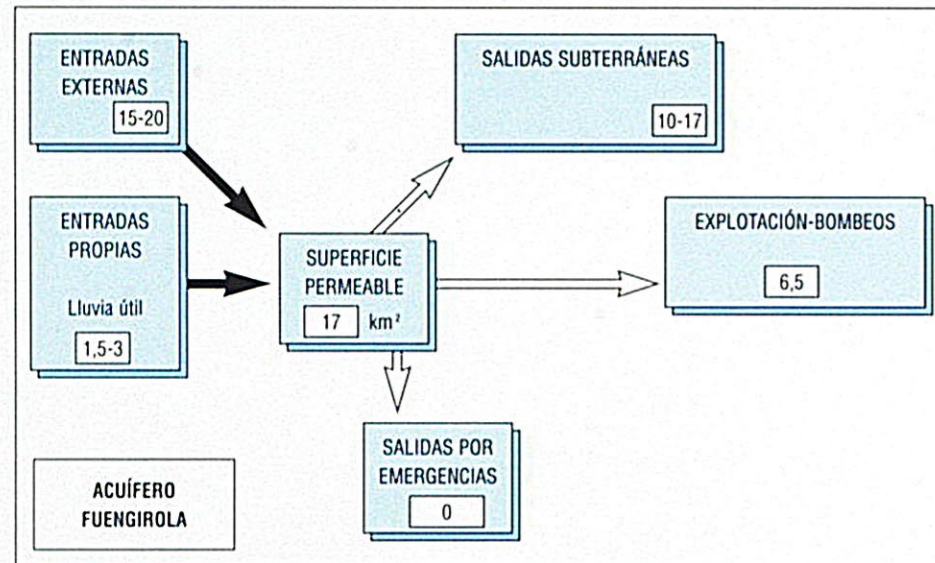 ENTRADAS
EXTERNAS
15-20
SALIDAS SUBTERRÁNEAS
10-17
ENTRADAS
PROPIAS
Lluvia útil
1,5-3
SUPERFICIE
PERMEABLE
17 km²
EXPLOTACIÓN-BOMBEOS
6,5
SALIDAS POR
EMERGENCIAS
0
ACUÍFERO
FUENGIROLA